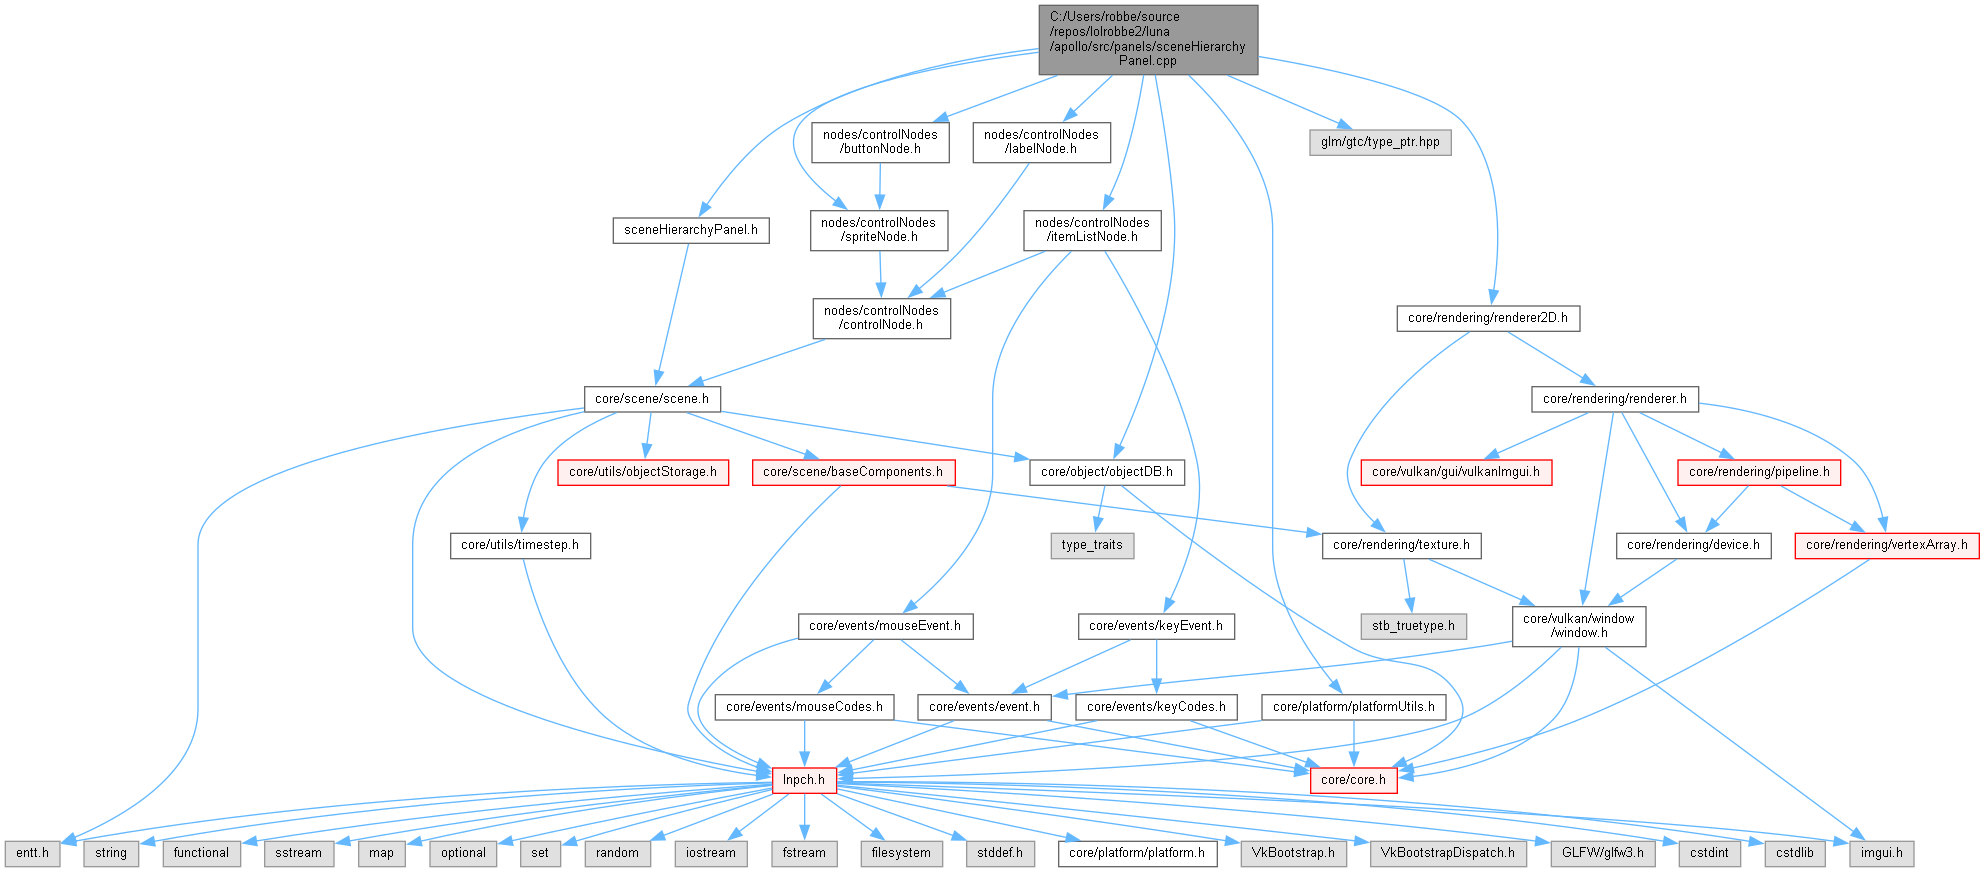 C:/Users/robbe/source
/repos/lolrobbe2/luna
/apollo/src/panels/sceneHierarchy
Panel.cpp
nodes/controlNodes
/buttonNode.h
nodes/controlNodes
/labelNode.h
glm/gtc/type_ptr.hpp
sceneHierarchyPanel.h
nodes/controlNodes
/spriteNode.h
nodes/controlNodes
/itemListNode.h
nodes/controlNodes
/controlNode.h
core/rendering/renderer2D.h
core/scene/scene.h
core/rendering/renderer.h
core/utils/objectStorage.h
core/scene/baseComponents.h
core/object/objectDB.h
core/vulkan/gui/vulkanImgui.h
core/rendering/pipeline.h
core/utils/timestep.h
type_traits
core/rendering/texture.h
core/rendering/device.h
core/rendering/vertexArray.h
core/events/mouseEvent.h
core/events/keyEvent.h
stb_truetype.h
core/vulkan/window
/window.h
core/events/mouseCodes.h
core/events/event.h
core/events/keyCodes.h
core/platform/platformUtils.h
lnpch.h
core/core.h
entt.h
string
functional
sstream
map
optional
set
random
iostream
fstream
filesystem
stddef.h
core/platform/platform.h
VkBootstrap.h
VkBootstrapDispatch.h
GLFW/glfw3.h
cstdint
cstdlib
imgui.h